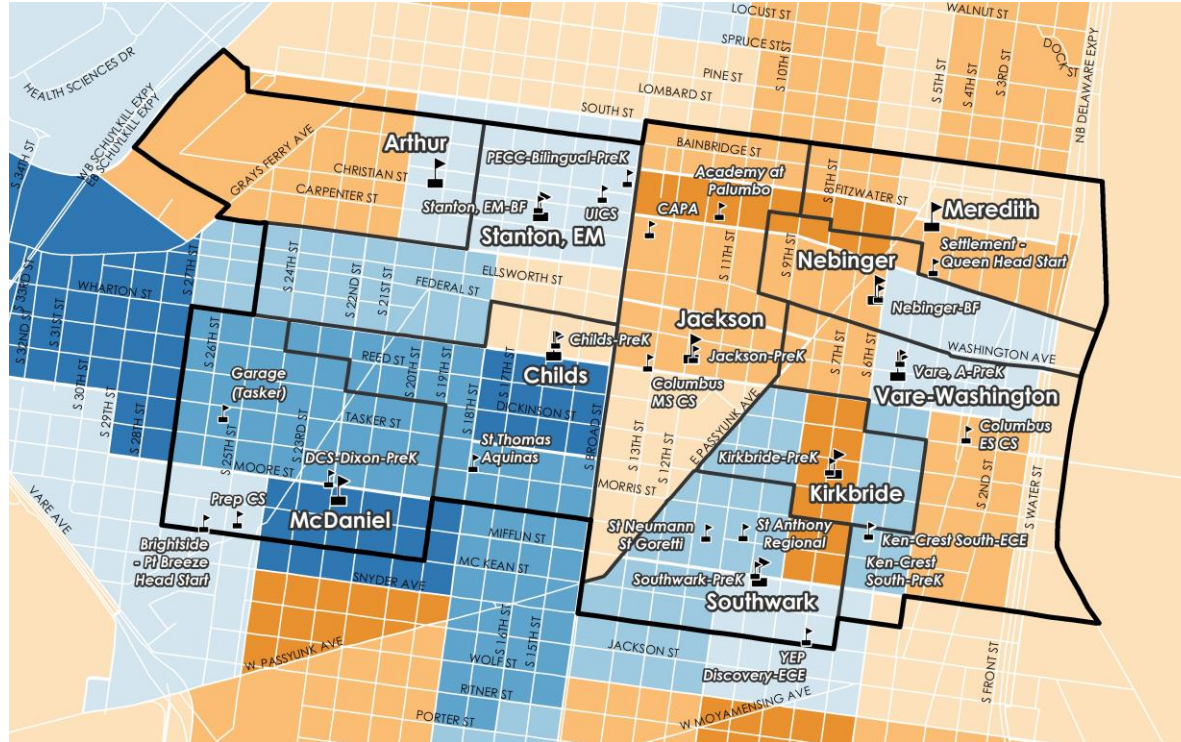 LOCUST ST
WALNUT ST
SPRUCE ST
DOCK ST
PINE ST
LOMBARD ST
SOUTH ST
S 10TH ST
S 5TH ST
S 4TH ST
S 3RD ST
NB DELAWARE EXPY
HEALTH SCIENCES DR
WB SCHUYLKILL EXPY
EB SCHUYLKILL EXPY
S 34TH ST
GRAYS FERRY AVE
CHRISTIAN ST
CARPENTER ST
Arthur
PECC-Bilingual-PreK
Stanton, EM-BF
UICS
Stanton, EM
BAINBRIDGE ST
Academy at
Palumbo
CAPA
S 8TH ST
FITZWATER ST
Meredith
Settlement -
Queen Head Start
S 11TH ST
S 9TH ST
Nebinger
Nebinger-BF
S 33RD ST
S 32ND ST
S 31ST ST
S 30TH ST
S 29TH ST
S 28TH ST
S 27TH ST
WHARTON ST
S 24TH ST
S 22ND ST
S 21ST ST
ELLSWORTH ST
FEDERAL ST
S 26TH ST
REED ST
S 20TH ST
S 19TH ST
S 18TH ST
S 17TH ST
Childs-PreK
Childs
DICKINSON ST
S BROAD ST
Jackson
Jackson-PreK
Columbus
MS CS
S 7TH ST
S 6TH ST
WASHINGTON AVE
Vare, A-PreK
Vare-Washington
Columbus
ES CS
Garage
(Tasker)
S 25TH ST
S 23RD ST
TASKER ST
MOORE ST
DCS-Dixon-PreK
McDaniel
St Thomas
Aquinas
S 13TH ST
S 12TH ST
E PASSYUNK AVE
MORRIS ST
Kirkbride-PreK
Kirkbride
S 2ND ST
S WATER ST
VARE AVE
Prep CS
Brightside
- Pt Breeze
Head Start
MIFFLIN ST
MC KEAN ST
SNYDER AVE
St Neumann
St Goretti
St Anthony
Regional
Ken-Crest South-ECE
Ken-Crest
South-PreK
Southwark-PreK
Southwark
W PASSYUNK AVE
S 16TH ST
S 15TH ST
WOLF ST
RITNER ST
PORTER ST
JACKSON ST
YEP
Discovery-ECE
W MOYAMENSING AVE
S FRONT ST